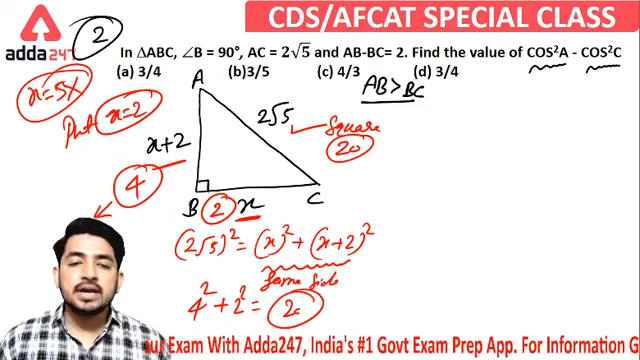 CDS/AFCAT SPECIAL CLASS
adda247
2
In ΔABC, ∠B = 90°, AC = 2√5 and AB-BC= 2. Find the value of COS²A - COS²C
(a) 3/4 (b)3/5 (c) 4/3 (d) 3/4
x=5X
AB>BC
Put x=2
A
2√5
Square
20
x+2
4
B 2 x C
(2√5)² = (x)² + (x+2)²
Same side
4² + 2² = 20
our Exam With Adda247, India's #1 Govt Exam Prep App. For Information G